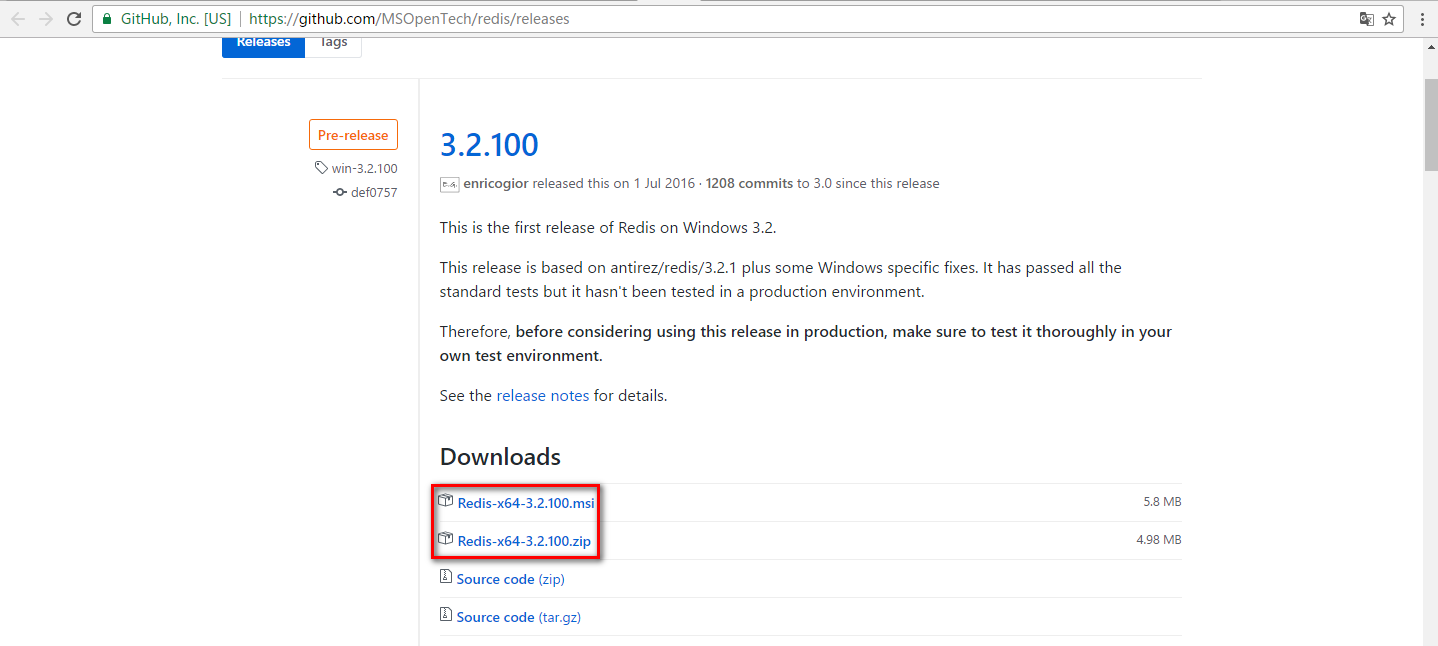 GitHub, Inc. [US] | https://github.com/MSOpenTech/redis/releases
Releases Tags
Pre-release
win-3.2.100
def0757
3.2.100
enricogior released this on 1 Jul 2016 · 1208 commits to 3.0 since this release
This is the first release of Redis on Windows 3.2.
This release is based on antirez/redis/3.2.1 plus some Windows specific fixes. It has passed all the
standard tests but it hasn't been tested in a production environment.
Therefore, before considering using this release in production, make sure to test it thoroughly in your
own test environment.
See the release notes for details.
Downloads
Redis-x64-3.2.100.msi 5.8 MB
Redis-x64-3.2.100.zip 4.98 MB
Source code (zip)
Source code (tar.gz)